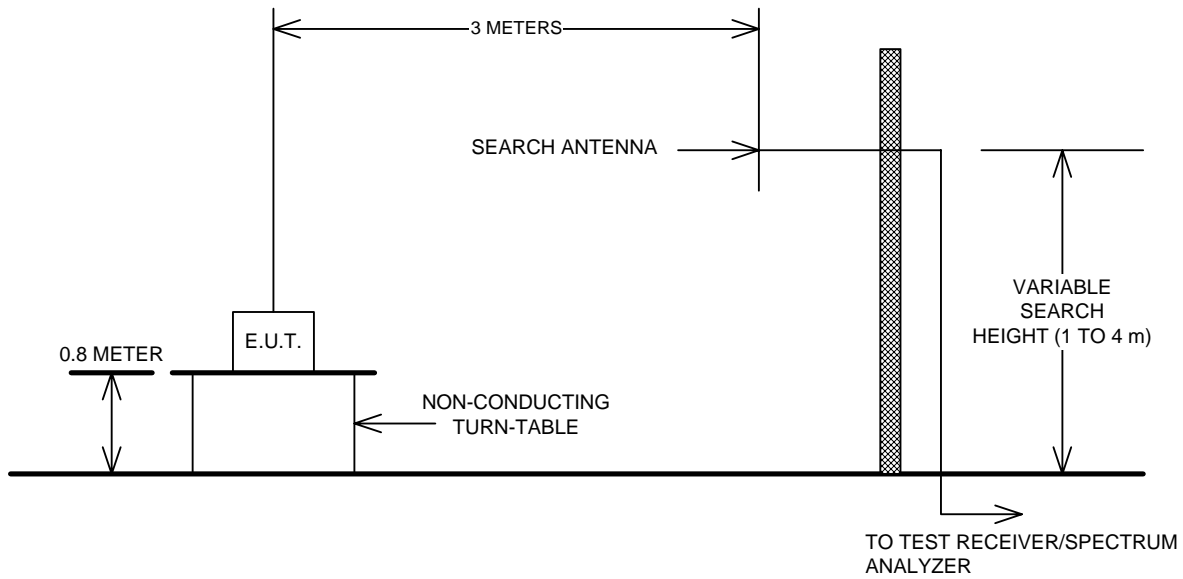 3 METERS
SEARCH ANTENNA
VARIABLE
SEARCH
HEIGHT (1 TO 4 m)
E.U.T.
0.8 METER
NON-CONDUCTING
TURN-TABLE
TO TEST RECEIVER/SPECTRUM
ANALYZER